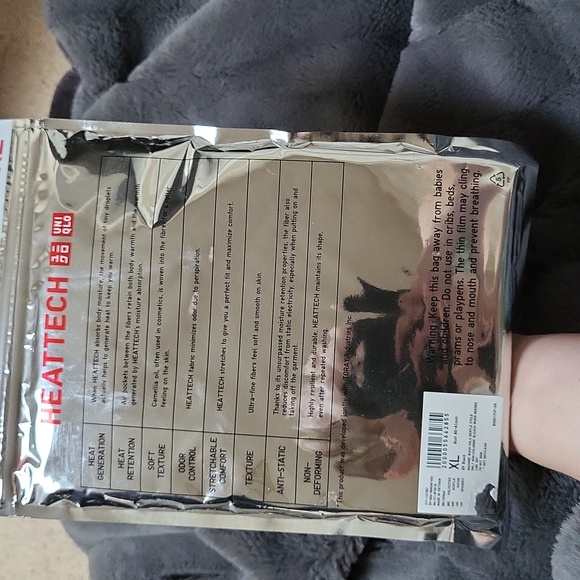 HEATTECH
UNI
QLO
HEAT
GENERATION
When HEATTECH absorbs body moisture, the movement of tiny droplets
actually helps to generate heat to keep you warm.
HEAT
RETENTION
Air pockets between the fibers retain both body warmth and the warmth
generated by HEATTECH's moisture absorption.
SOFT
TEXTURE
Camellia oil, often used in cosmetics, is woven into the fibres for
feeling on the skin.
ODOR
CONTROL
HEATTECH fabric minimizes odor due to perspiration.
STRETCHABLE
COMFORT
HEATTECH stretches to give you a perfect fit and maximize comfort.
TEXTURE
Ultra-fine fibers feel soft and smooth on skin.
ANTI-STATIC
Thanks to its unsurpassed moisture retention properties, the fiber also
reduces discomfort from static electricity, especially when putting on and
taking off the garment.
NON-
DEFORMING
Highly resilient and durable, HEATTECH maintains its shape,
even after repeated washing.
* This product was developed jointly with TORAY Industries Inc.
Warning: Keep this bag away from babies
and children. Do not use in cribs, beds,
prams or playpens. The thin film may cling
to nose and mouth and prevent breathing.
5
XL